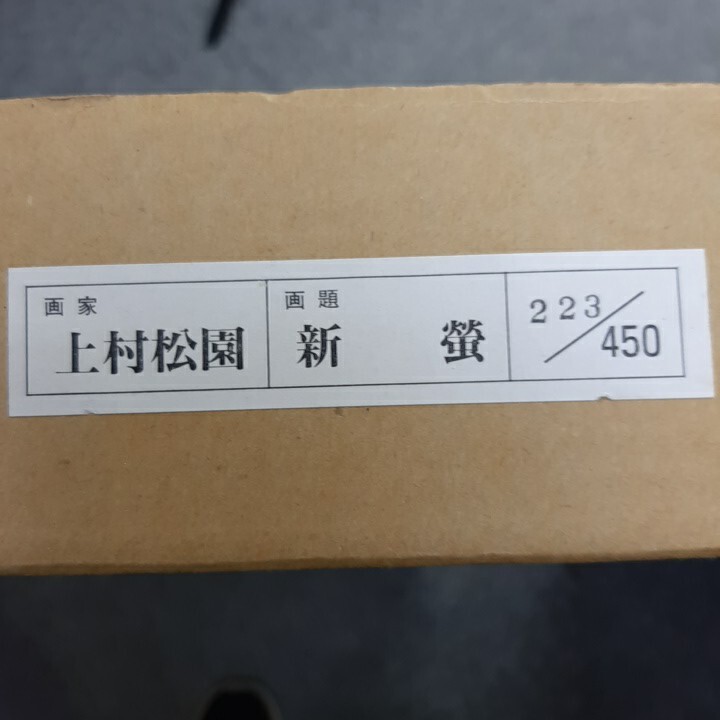 画家
上村松園
画題
新 螢
223/450